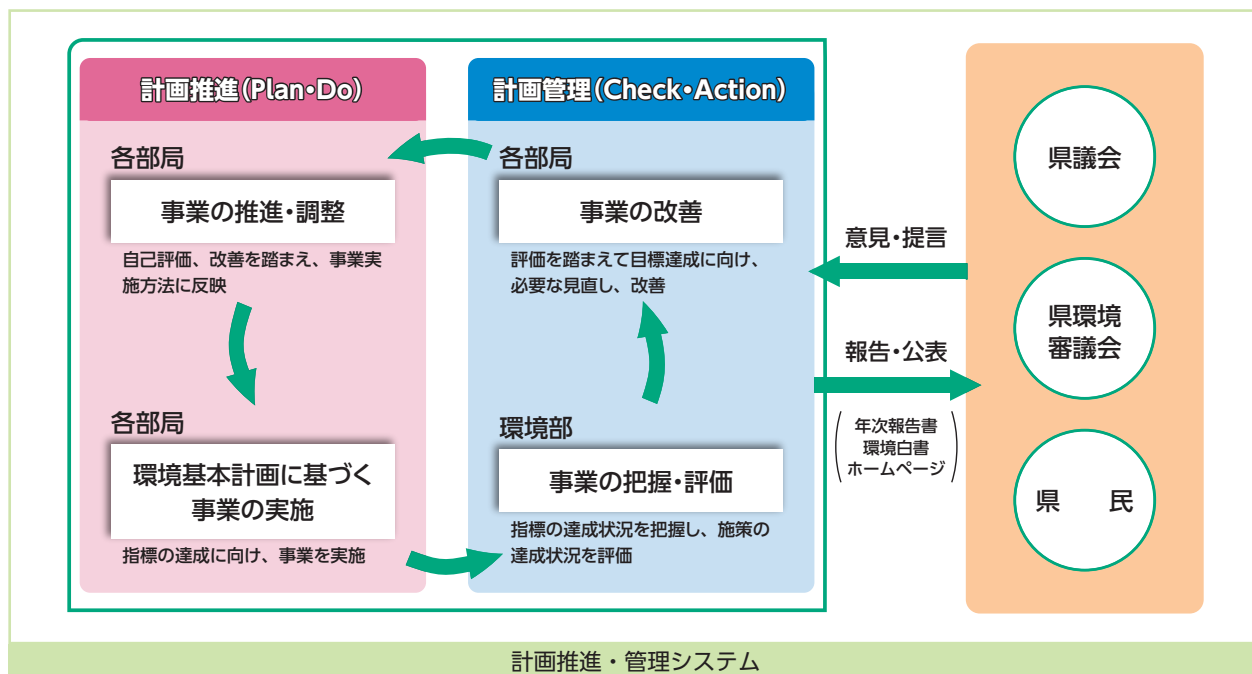 計画推進(Plan・Do)
各部局
事業の推進・調整
自己評価、改善を踏まえ、事業実
施方法に反映
各部局
環境基本計画に基づく
事業の実施
指標の達成に向け、事業を実施
計画管理(Check・Action)
各部局
事業の改善
評価を踏まえて目標達成に向け、
必要な見直し、改善
環境部
事業の把握・評価
指標の達成状況を把握し、施策の
達成状況を評価
意見・提言
報告・公表
年次報告書
環境白書
ホームページ
県議会
県環境
審議会
県　民
計画推進・管理システム